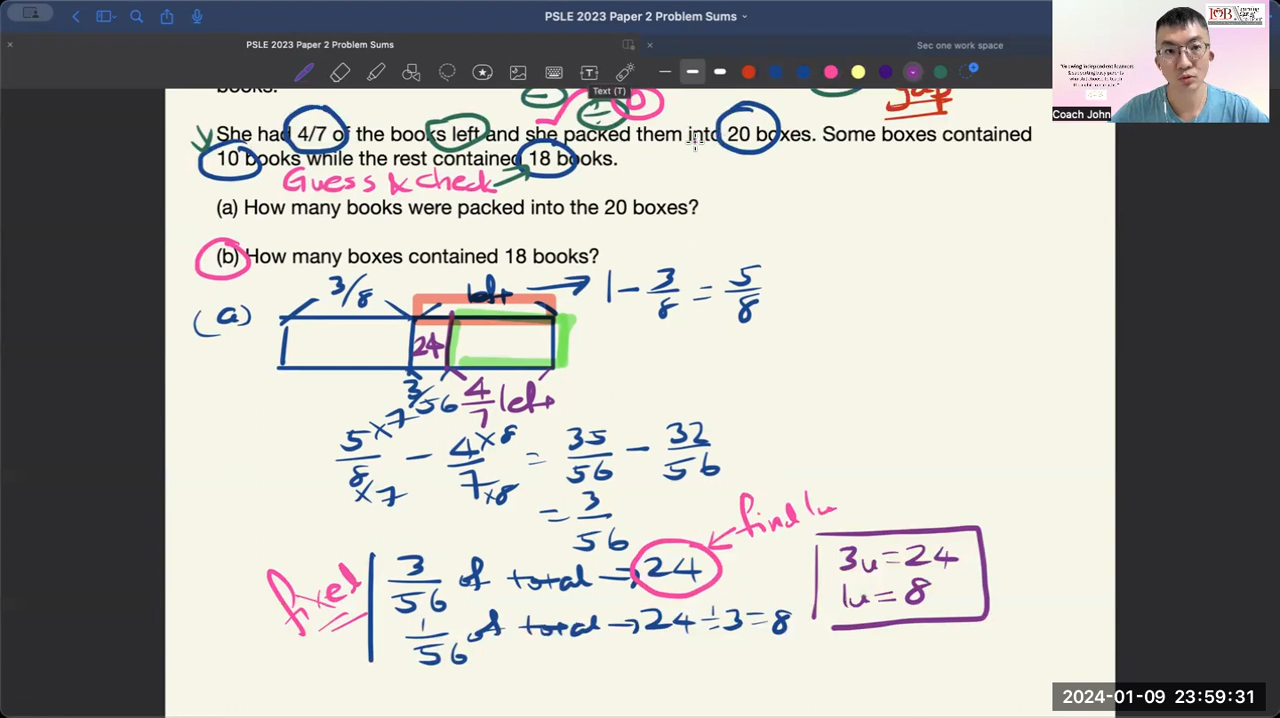 PSLE 2023 Paper 2 Problem Sums
PSLE 2023 Paper 2 Problem Sums
Sec one work space
Text (T)
books.
gap
She had 4/7 of the books left and she packed them into 20 boxes. Some boxes contained
10 books while the rest contained 18 books.
Guess & check
(a) How many books were packed into the 20 boxes?
(b) How many boxes contained 18 books?
3/8 left → 1 - 3/8 = 5/8
(a)
24
3/56 4/7 left
5/8 ×7 ×7 - 4/7 ×8 ×8 = 35/56 - 32/56
= 3/56
find 1u
fixed
3/56 of total → 24
1/56 of total → 24 ÷ 3 = 8
3u = 24
1u = 8
Coach John
2024-01-09 23:59:31